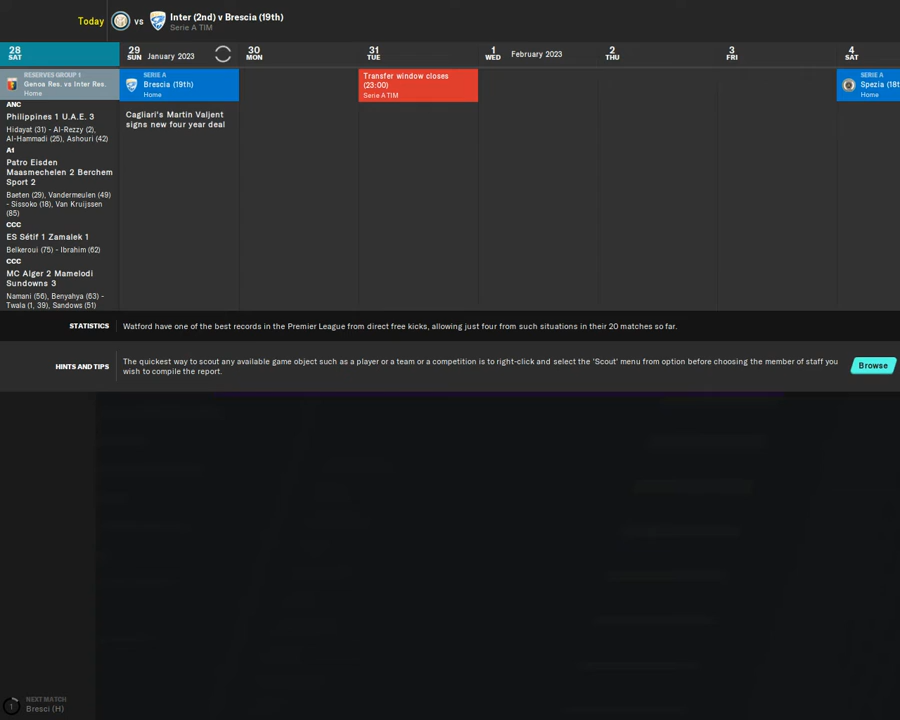 Today
vs
Inter (2nd) v Brescia (19th)
Serie A TIM
28
SAT
29
SUN
January 2023
30
MON
31
TUE
1
WED
February 2023
2
THU
3
FRI
4
SAT
RESERVES GROUP 1
Genoa Res. vs Inter Res.
Home
SERIE A
Brescia (19th)
Home
Transfer window closes
(23:00)
Serie A TIM
SERIE A
Spezia (18t
Home
ANC
Philippines 1 U.A.E. 3
Hidayat (31) - Al-Rezzy (2),
Al-Hammadi (25), Ashouri (42)
A1
Patro Eisden
Maasmechelen 2 Berchem
Sport 2
Baeten (29), Vandermeulen (49)
- Sissoko (18), Van Kruijssen
(85)
CCC
ES Sétif 1 Zamalek 1
Belkeroui (75) - Ibrahim (62)
CCC
MC Alger 2 Mamelodi
Sundowns 3
Namani (56), Benyahya (63) -
Twala (1, 39), Sandows (51)
Cagliari's Martin Valjent
signs new four year deal
STATISTICS
Watford have one of the best records in the Premier League from direct free kicks, allowing just four from such situations in their 20 matches so far.
HINTS AND TIPS
The quickest way to scout any available game object such as a player or a team or a competition is to right-click and select the 'Scout' menu from option before choosing the member of staff you
wish to compile the report.
Browse
1
NEXT MATCH
Bresci (H)